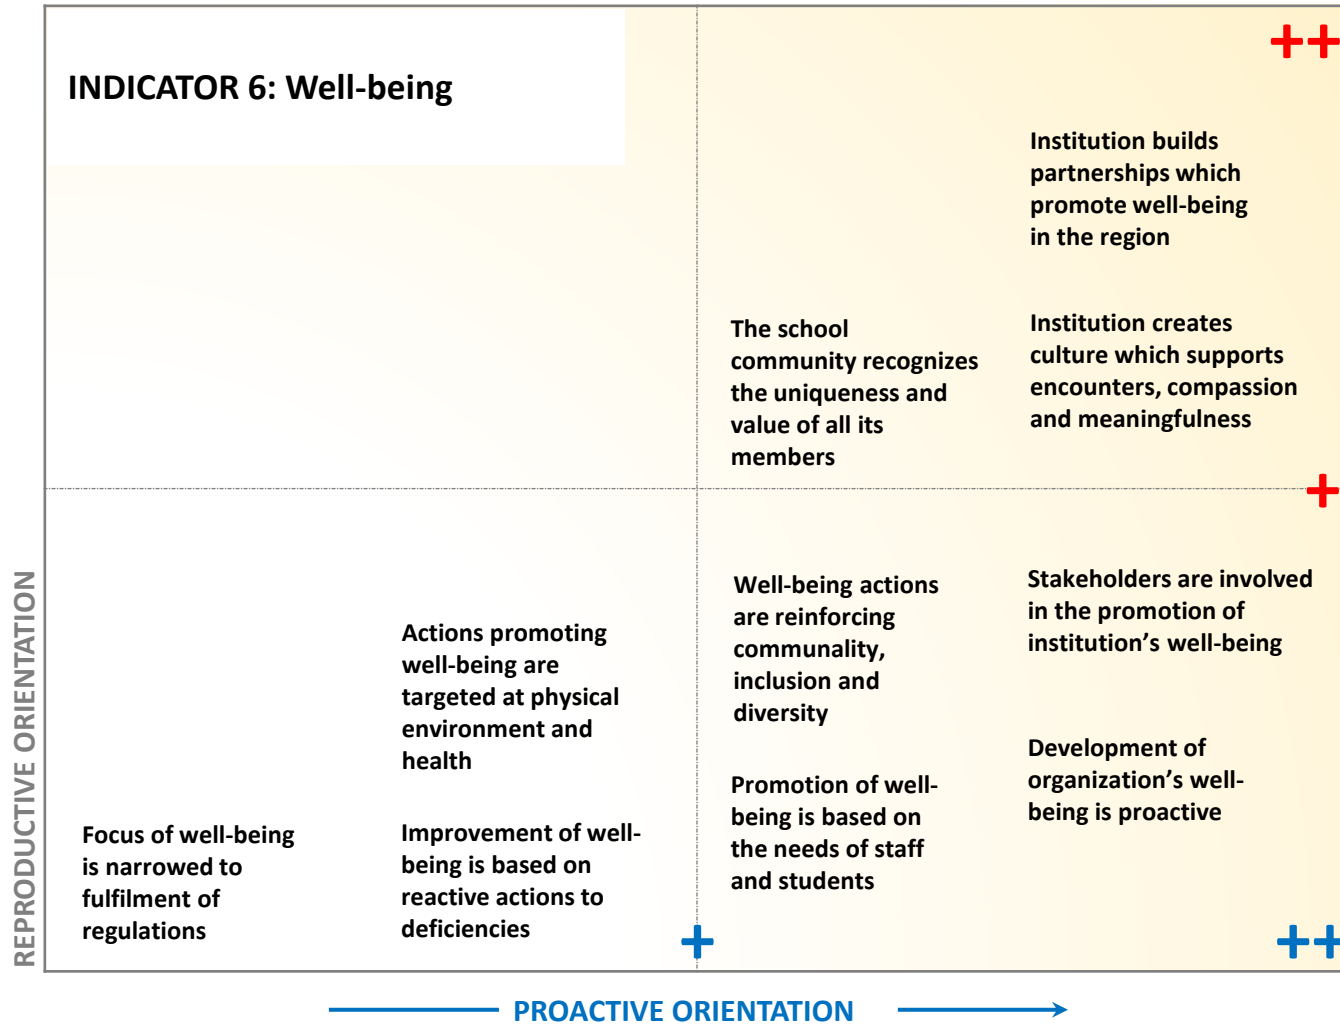 INDICATOR 6: Well-being
++
Institution builds
partnerships which
promote well-being
in the region
The school
community recognizes
the uniqueness and
value of all its
members
Institution creates
culture which supports
encounters, compassion
and meaningfulness
+
REPRODUCTIVE ORIENTATION
Focus of well-being
is narrowed to
fulfilment of
regulations
Actions promoting
well-being are
targeted at physical
environment and
health
Improvement of well-
being is based on
reactive actions to
deficiencies
Well-being actions
are reinforcing
communality,
inclusion and
diversity
Promotion of well-
being is based on
the needs of staff
and students
Stakeholders are involved
in the promotion of
institution’s well-being
Development of
organization’s well-
being is proactive
+
++
PROACTIVE ORIENTATION